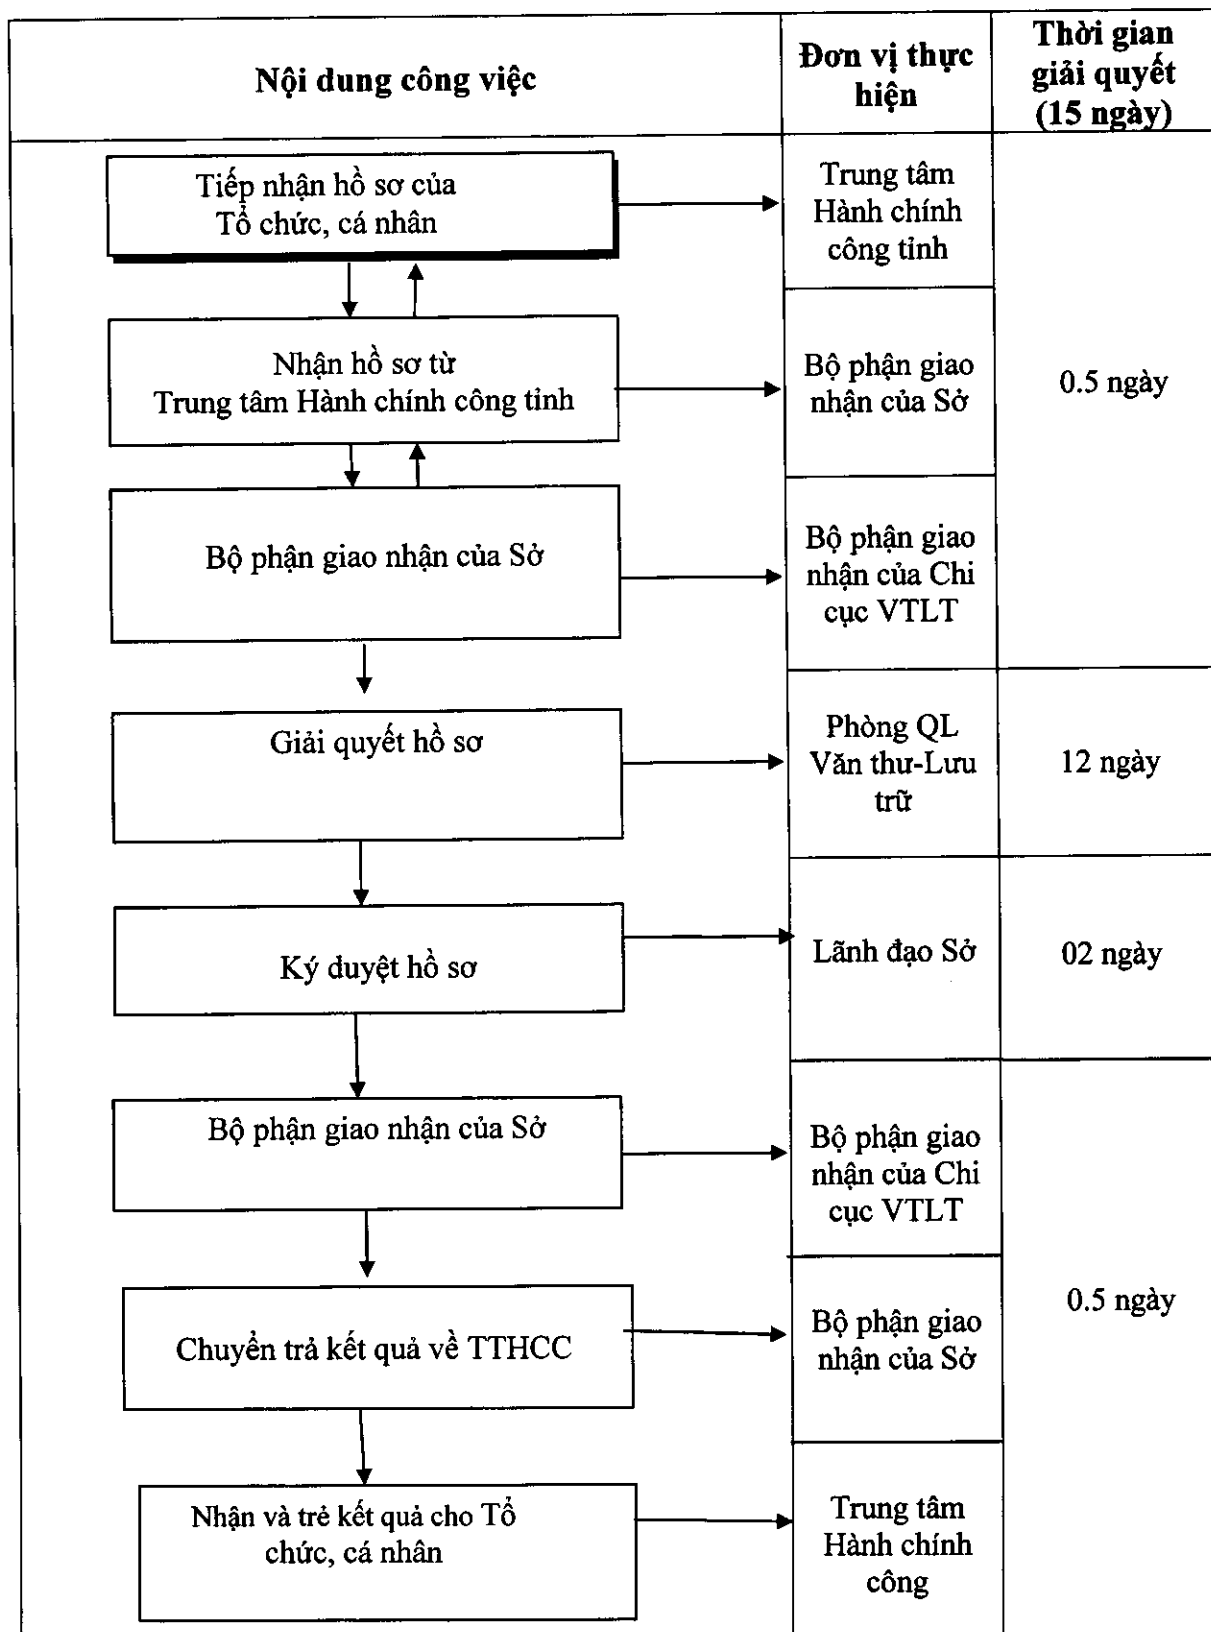 Nội dung công việc
Đơn vị thực
hiện
Thời gian
giải quyết
(15 ngày)
Tiếp nhận hồ sơ của
Tổ chức, cá nhân
Trung tâm
Hành chính
công tỉnh
Nhận hồ sơ từ
Trung tâm Hành chính công tỉnh
Bộ phận giao
nhận của Sở
0.5 ngày
Bộ phận giao nhận của Sở
Bộ phận giao
nhận của Chi
cục VTLT
Giải quyết hồ sơ
Phòng QL
Văn thư-Lưu
trữ
12 ngày
Ký duyệt hồ sơ
Lãnh đạo Sở
02 ngày
Bộ phận giao nhận của Sở
Bộ phận giao
nhận của Chi
cục VTLT
Chuyển trả kết quả về TTHCC
Bộ phận giao
nhận của Sở
0.5 ngày
Nhận và trẻ kết quả cho Tổ
chức, cá nhân
Trung tâm
Hành chính
công